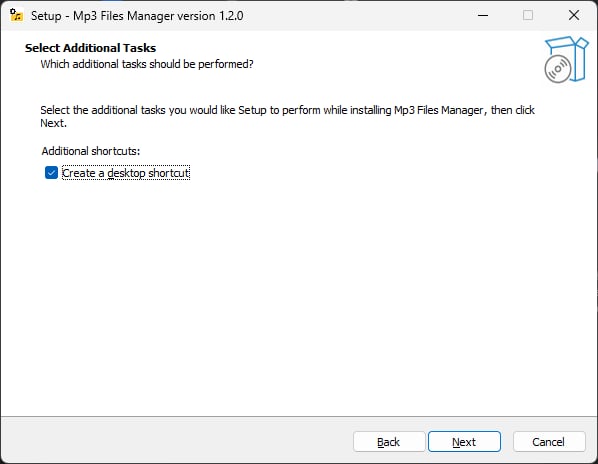 Setup - Mp3 Files Manager version 1.2.0
Select Additional Tasks
Which additional tasks should be performed?
Select the additional tasks you would like Setup to perform while installing Mp3 Files Manager, then click
Next.
Additional shortcuts:
Create a desktop shortcut
Back
Next
Cancel